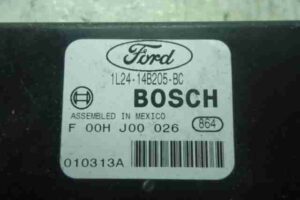 Ford
1L24-14B205-BC
BOSCH
ASSEMBLED IN MEXICO
F 00H J00 026 864
010313A